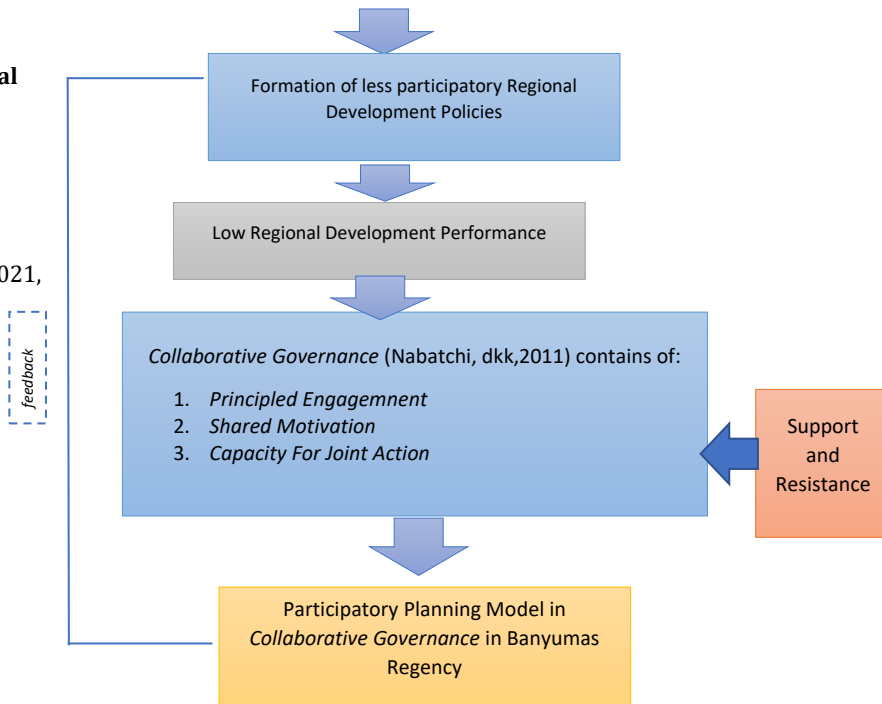 al
Formation of less participatory Regional
Development Policies
Low Regional Development Performance
021,
feedback
Collaborative Governance (Nabatchi, dkk,2011) contains of:
1. Principled Engagemnent
2. Shared Motivation
3. Capacity For Joint Action
Support
and
Resistance
Participatory Planning Model in
Collaborative Governance in Banyumas
Regency